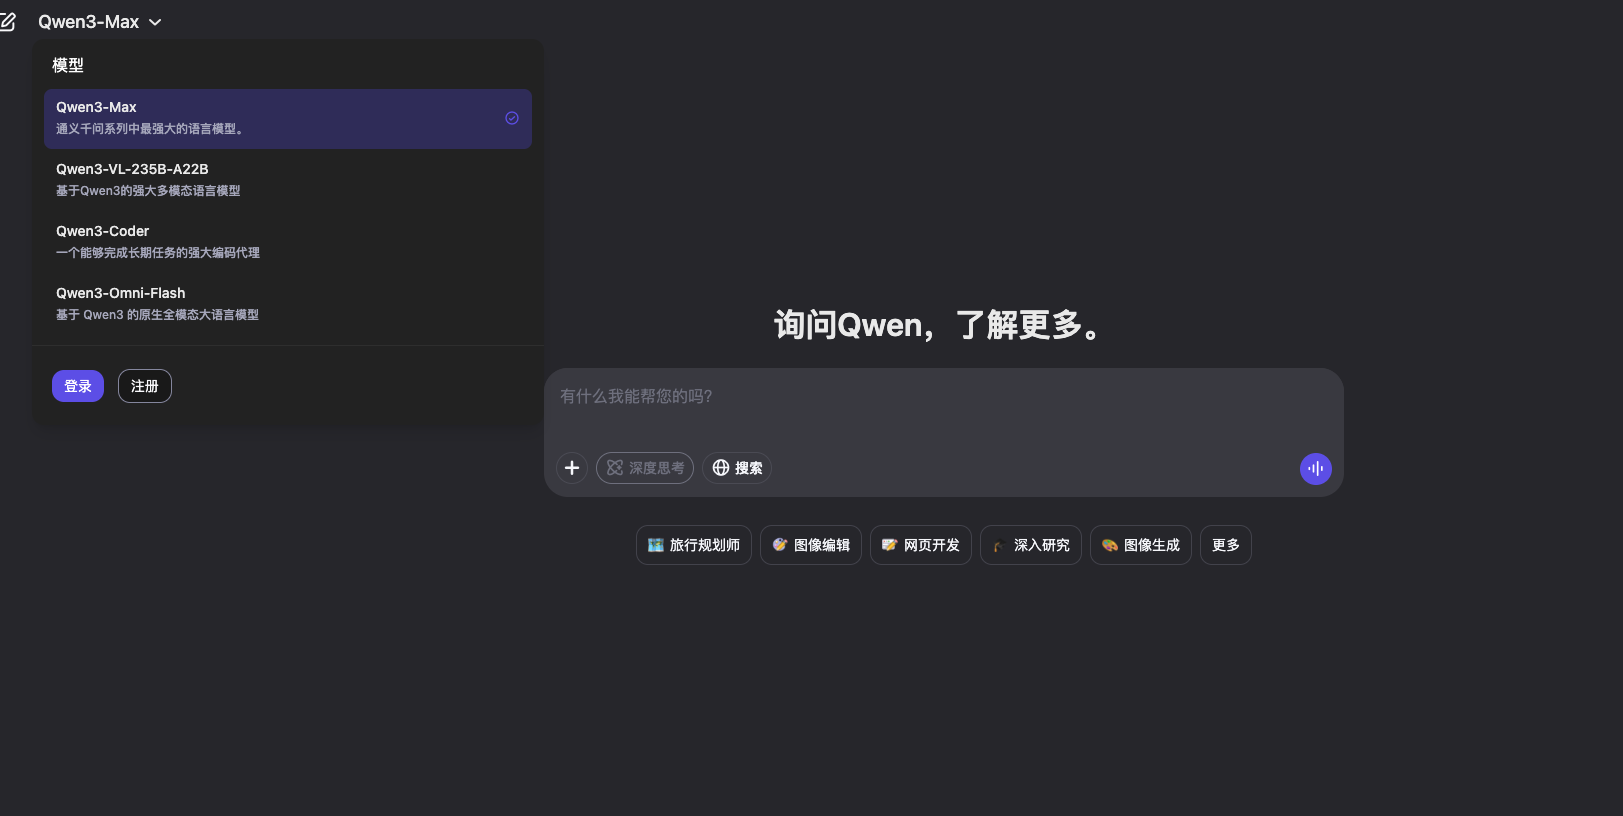 Qwen3-Max
模型
Qwen3-Max
通义千问系列中最强大的语言模型。
Qwen3-VL-235B-A22B
基于Qwen3的强大多模态语言模型
Qwen3-Coder
一个能够完成长期任务的强大编码代理
Qwen3-Omni-Flash
基于 Qwen3 的原生全模态大语言模型
登录 注册
询问Qwen，了解更多。
有什么我能帮您的吗?
深度思考 搜索
旅行规划师 图像编辑 网页开发 深入研究 图像生成 更多